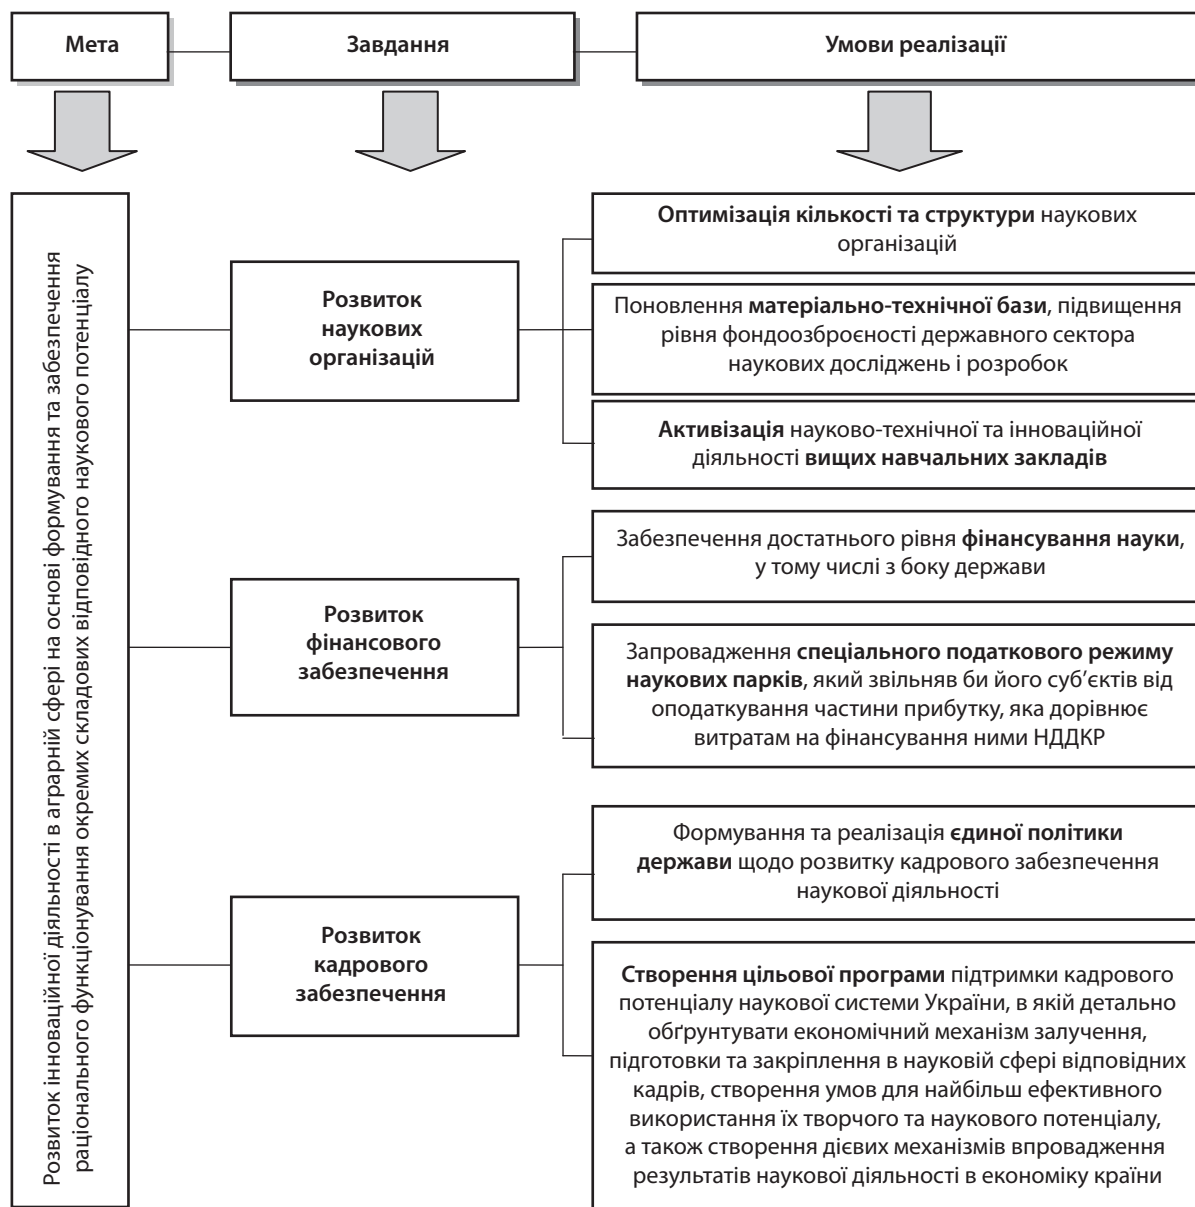 Мета
Завдання
Умови реалізації
Розвиток інноваційної діяльності в аграрній сфері на основі формування та забезпечення
раціонального функціонування окремих складових відповідного наукового потенціалу
Розвиток
наукових
організацій
Оптимізація кількості та структури наукових
організацій
Поновлення матеріально-технічної бази, підвищення
рівня фондоозброєності державного сектора
наукових досліджень і розробок
Активізація науково-технічної та інноваційної
діяльності вищих навчальних закладів
Розвиток
фінансового
забезпечення
Забезпечення достатнього рівня фінансування науки,
у тому числі з боку держави
Запровадження спеціального податкового режиму
наукових парків, який звільняв би його суб’єктів від
оподаткування частини прибутку, яка дорівнює
витратам на фінансування ними НДДКР
Розвиток
кадрового
забезпечення
Формування та реалізація єдиної політики
держави щодо розвитку кадрового забезпечення
наукової діяльності
Створення цільової програми підтримки кадрового
потенціалу наукової системи України, в якій детально
обґрунтувати економічний механізм залучення,
підготовки та закріплення в науковій сфері відповідних
кадрів, створення умов для найбільш ефективного
використання їх творчого та наукового потенціалу,
а також створення дієвих механізмів впровадження
результатів наукової діяльності в економіку країни